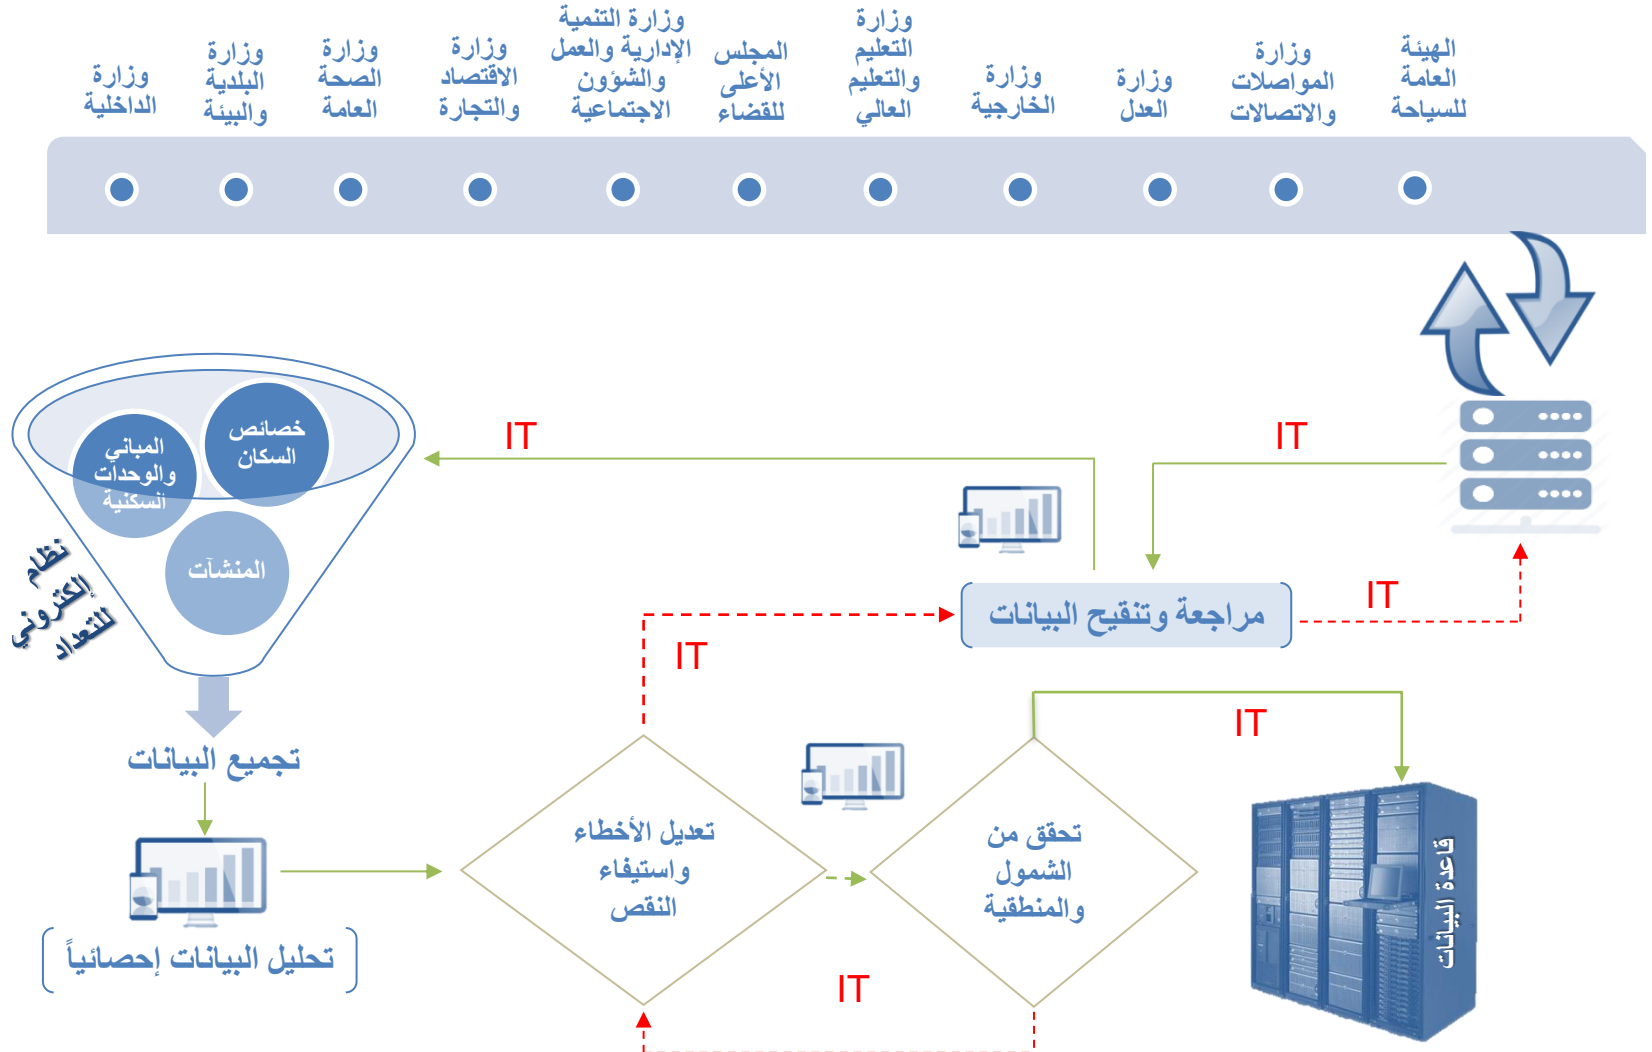 الهيئة
العامة
للسياحة
وزارة
المواصلات
والاتصالات
وزارة
العدل
وزارة
الخارجية
وزارة
التعليم
والتعليم
العالي
المجلس
الأعلى
للقضاء
وزارة التنمية
الإدارية والعمل
والشؤون
الاجتماعية
وزارة
الاقتصاد
والتجارة
وزارة
الصحة
العامة
وزارة
البلدية
والبيئة
وزارة
الداخلية
IT
IT
خصائص
السكان
المباني
والوحدات
السكنية
المنشآت
نظام
إلكتروني
للتعداد
مراجعة وتنقيح البيانات
IT
IT
IT
تجميع البيانات
تحقق من
الشمول
والمنطقية
تعديل الأخطاء
واستيفاء
النقص
قاعدة البيانات
تحليل البيانات إحصائياً
IT